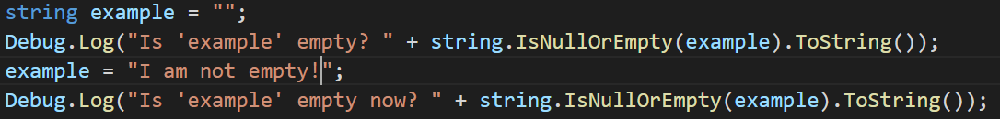 string example = "";
Debug.Log("Is 'example' empty? " + string.IsNullOrEmpty(example).ToString());
example = "I am not empty!";
Debug.Log("Is 'example' empty now? " + string.IsNullOrEmpty(example).ToString());